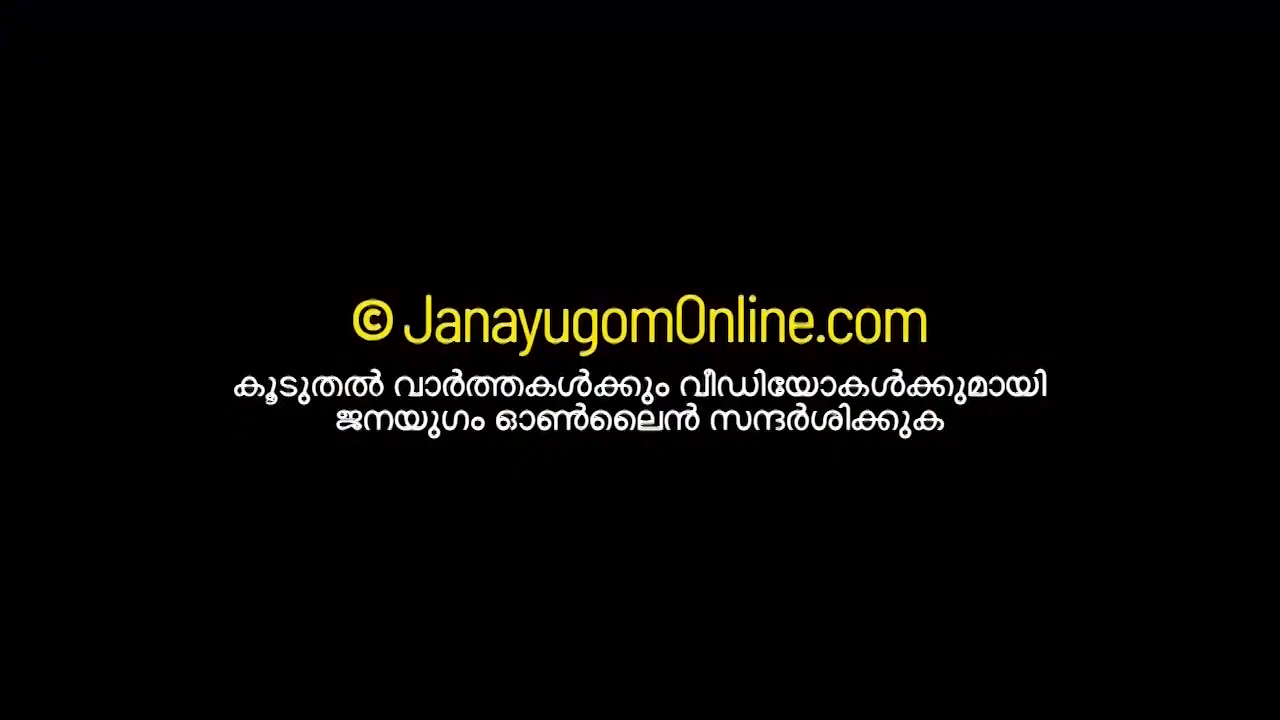 © JanayugomOnline.com
കൂടുതൽ വാർത്തകൾക്കും വീഡിയോകൾക്കുമായി
ജനയുഗം ഓൺലൈൻ സന്ദർശിക്കുക